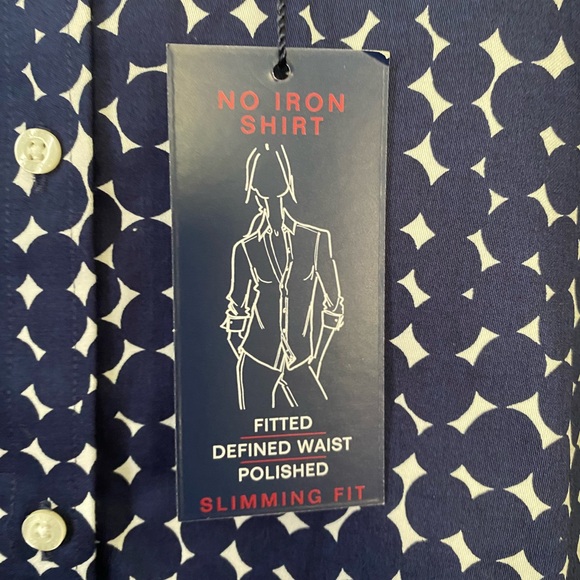 NO IRON
SHIRT
FITTED
DEFINED WAIST
POLISHED
SLIMMING FIT